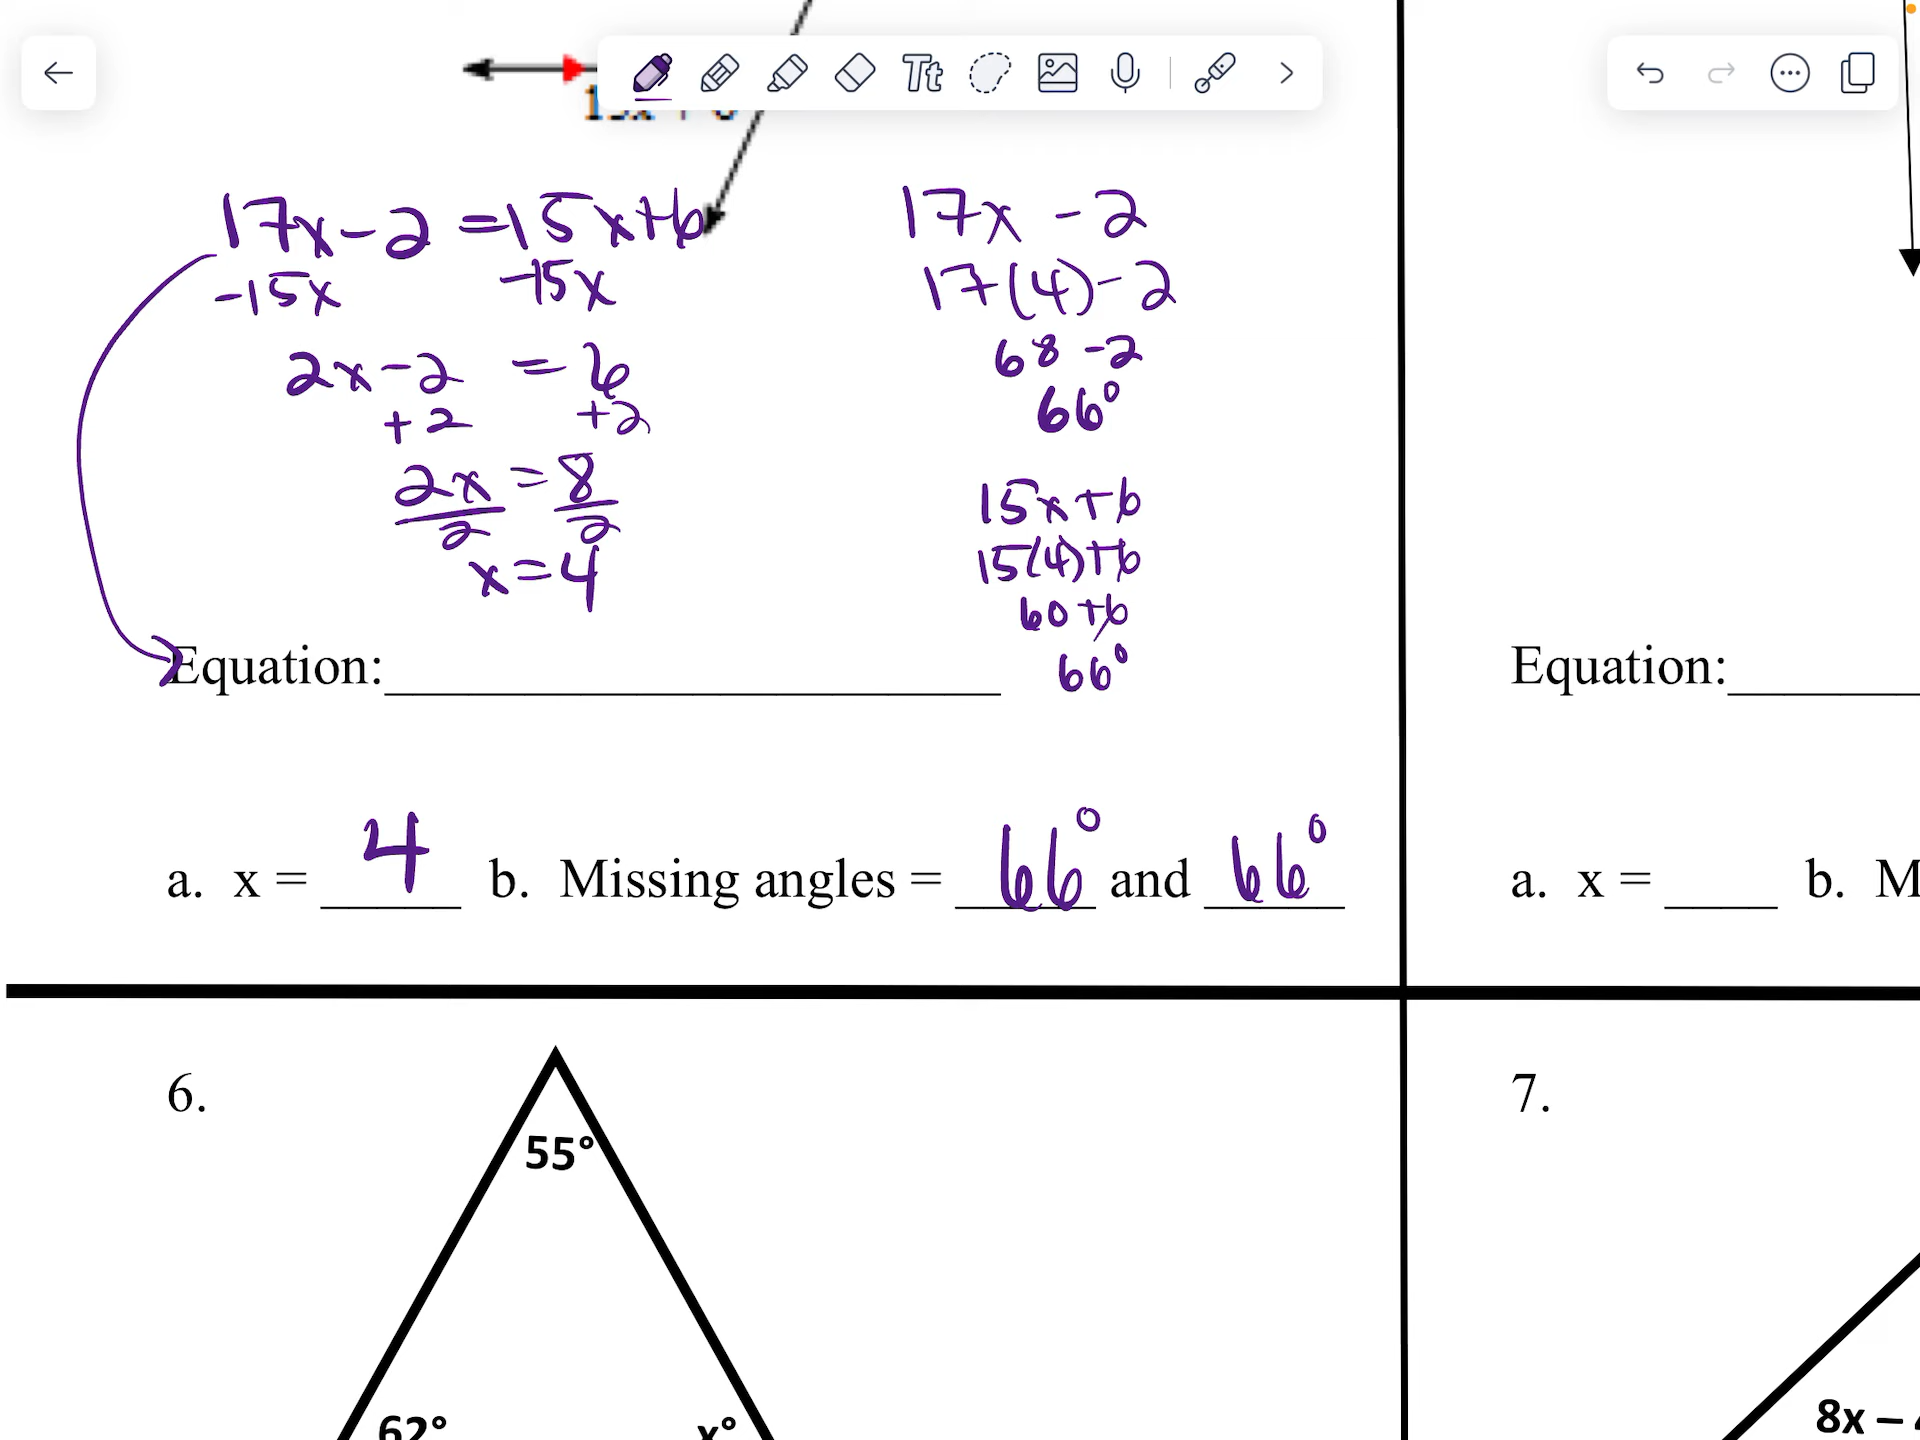 Tt
17x - 2 = 15x + 6
-15x -15x
2x - 2 = 6
+2 +2
2x = 8
2 2
x = 4
17x - 2
17(4) - 2
68 - 2
66°
15x + 6
15(4) + 6
60 + 6
66°
Equation:
a. x = 4 b. Missing angles = 66° and 66°
Equation:
a. x = b.
6.
55°
62° x°
7.
8x –